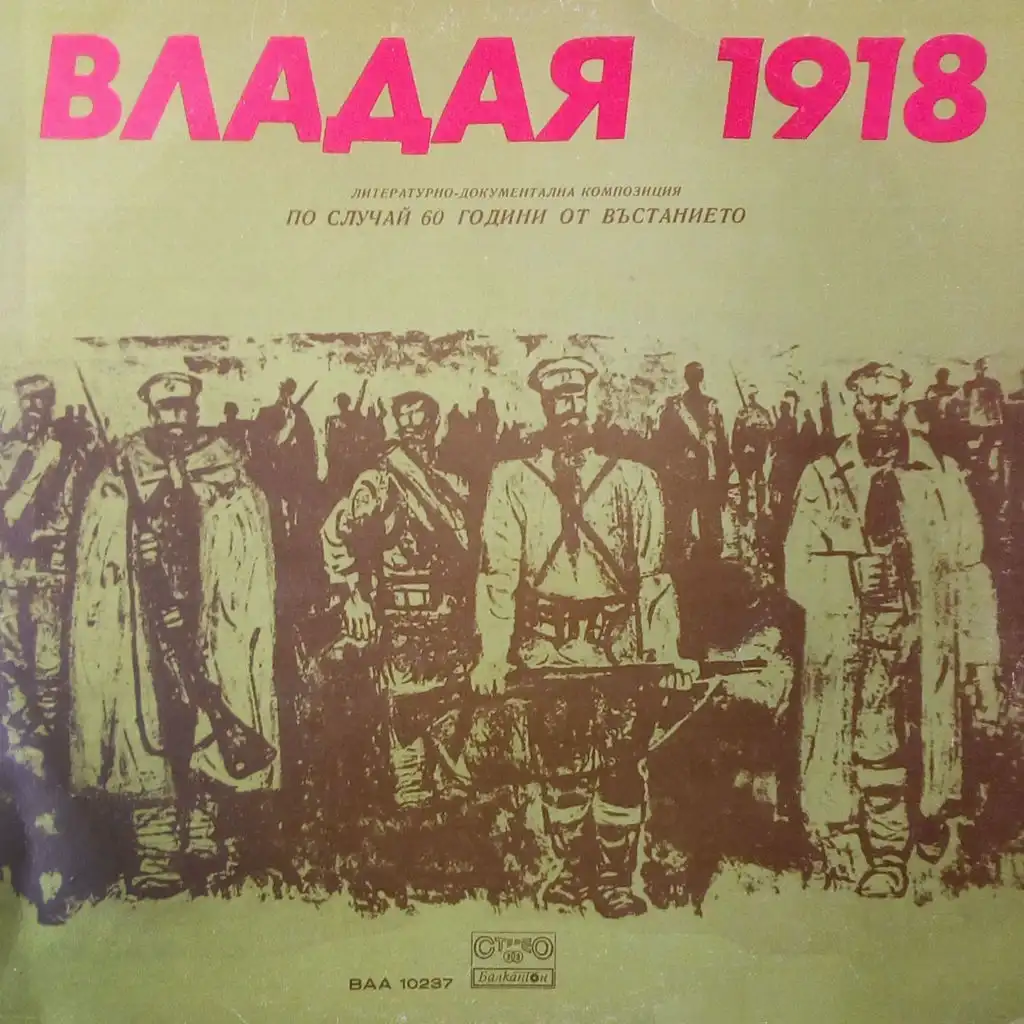 ВЛАДАЯ 1918
ЛИТЕРАТУРНО-ДОКУМЕНТАЛНА КОМПОЗИЦИЯ
ПО СЛУЧАЙ 60 ГОДИНИ ОТ ВЪСТАНИЕТО
СТЕРЕО
ВАА 10237
Балкантон